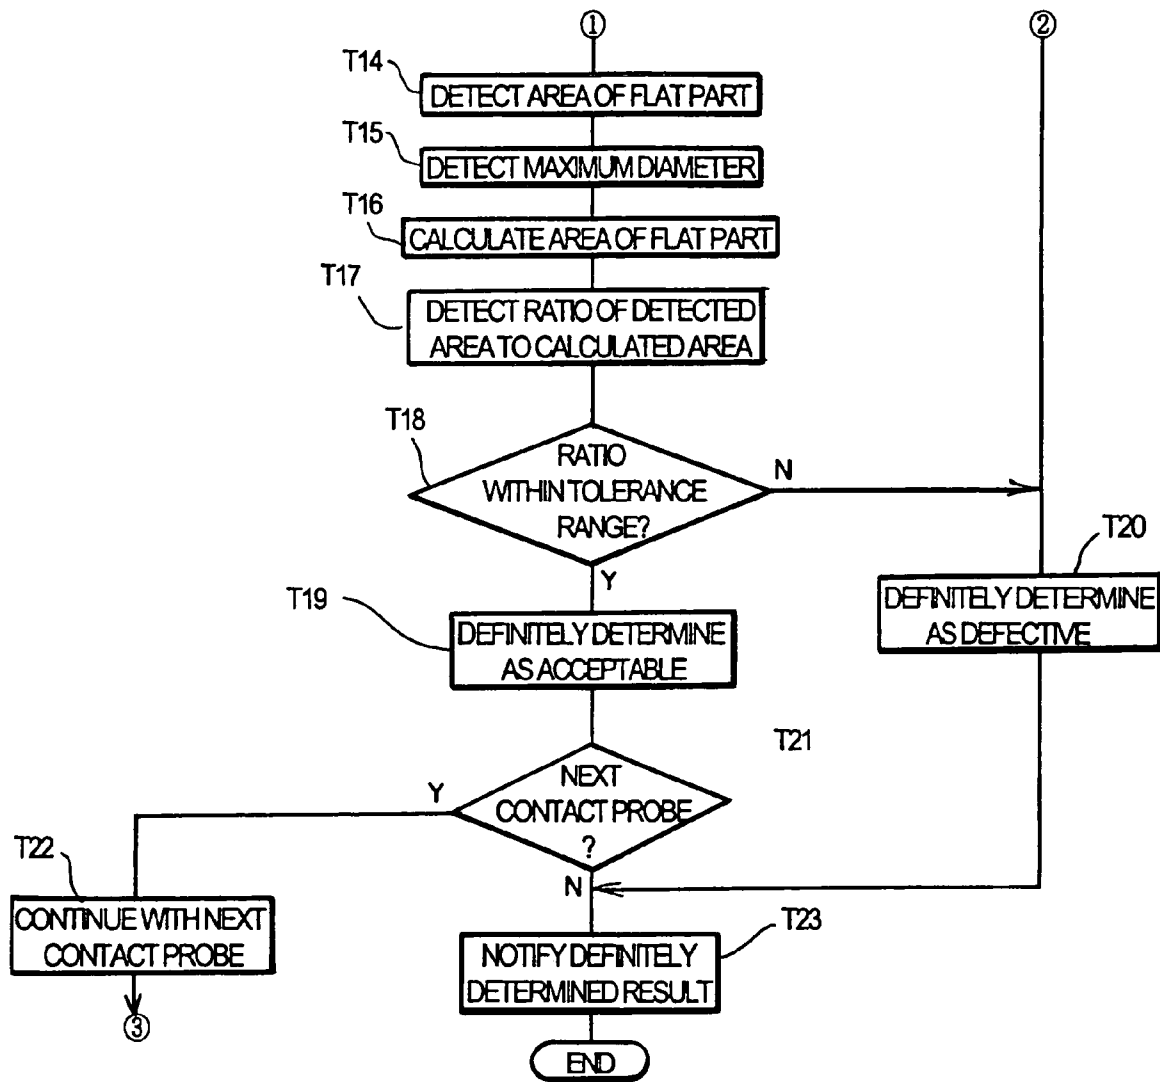 ①
②
T14
DETECT AREA OF FLAT PART
T15
DETECT MAXIMUM DIAMETER
T16
CALCULATE AREA OF FLAT PART
T17
DETECT RATIO OF DETECTED
AREA TO CALCULATED AREA
T18
RATIO
WITHIN TOLERANCE
RANGE?
N
Y
T20
DEFINITELY DETERMINE
AS DEFECTIVE
T19
DEFINITELY DETERMINE
AS ACCEPTABLE
T21
NEXT
CONTACT PROBE
?
Y
N
T22
CONTINUE WITH NEXT
CONTACT PROBE
③
T23
NOTIFY DEFINITELY
DETERMINED RESULT
END